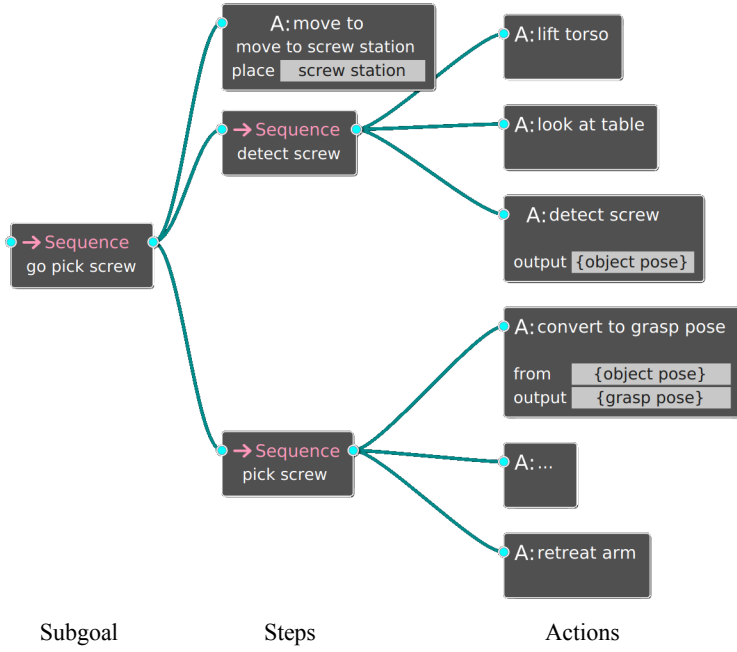 A: move to
move to screw station
place screw station
A: lift torso
→ Sequence
detect screw
A: look at table
A: detect screw
output {object pose}
→ Sequence
go pick screw
A: convert to grasp pose
from {object pose}
output {grasp pose}
→ Sequence
pick screw
A: ...
A: retreat arm
Subgoal Steps Actions